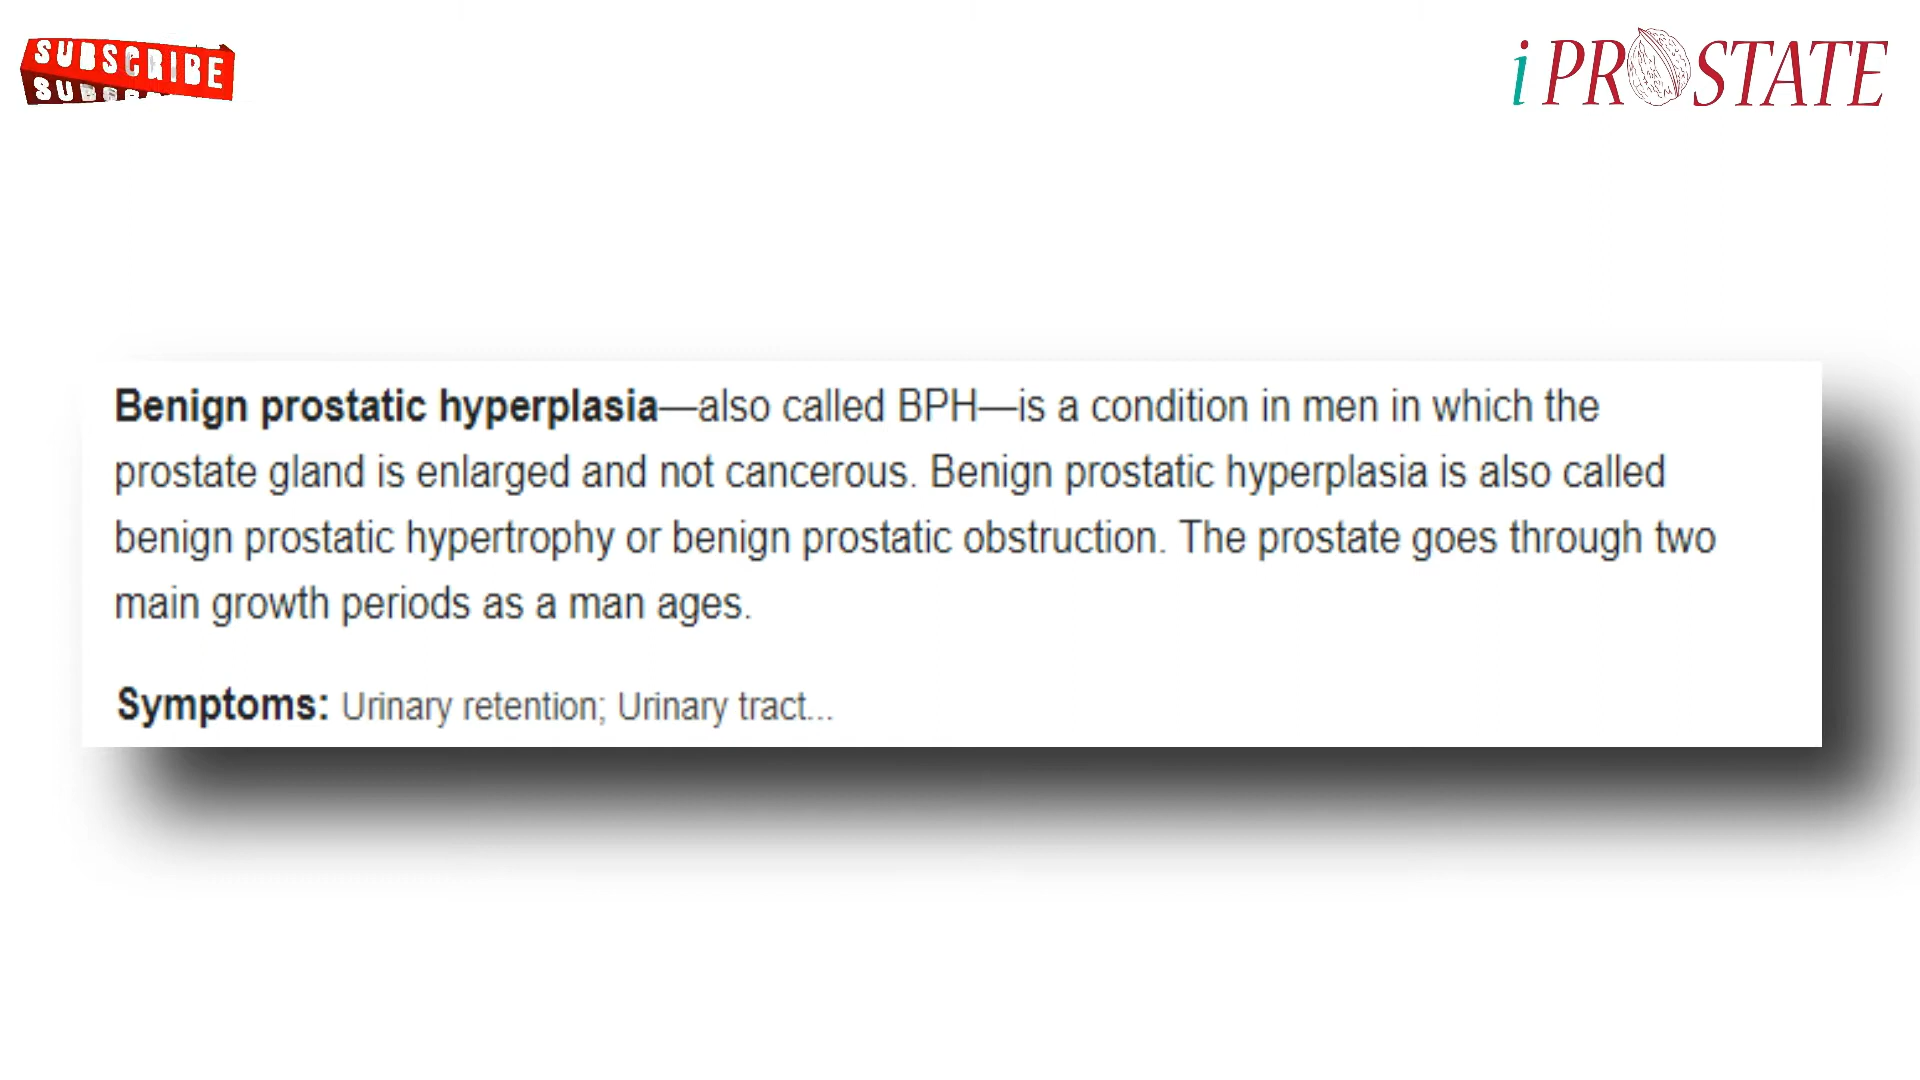 SUBSCRIBE
i PROSTATE
Benign prostatic hyperplasia—also called BPH—is a condition in men in which the
prostate gland is enlarged and not cancerous. Benign prostatic hyperplasia is also called
benign prostatic hypertrophy or benign prostatic obstruction. The prostate goes through two
main growth periods as a man ages.
Symptoms: Urinary retention; Urinary tract...